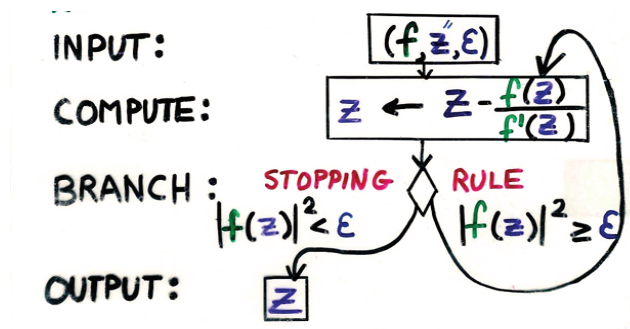 INPUT: (f, z'', ε)
COMPUTE: z ← z - f(z)/f'(z)
BRANCH: STOPPING RULE
|f(z)|² < ε |f(z)|² ≥ ε
OUTPUT: z